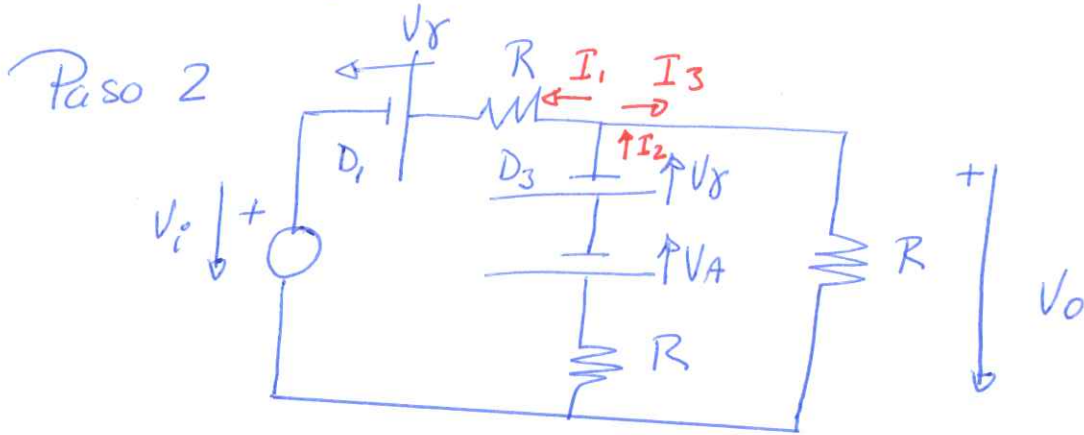 Paso 2
Vγ
R
I₁
I₃
I₂
D₁
D₃
Vγ
Vi
+
VA
R
R
+
Vo